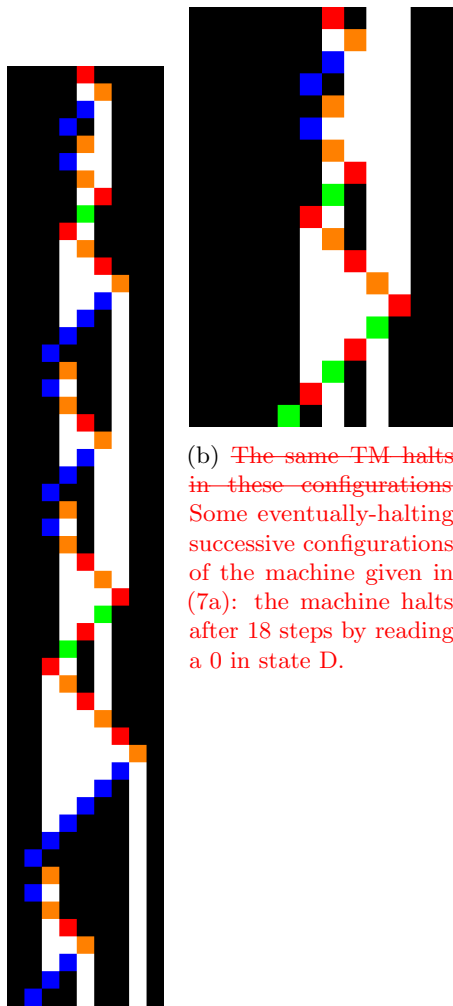 (b) The same TM halts
in these configurations
Some eventually-halting
successive configurations
of the machine given in
(7a): the machine halts
after 18 steps by reading
a 0 in state D.